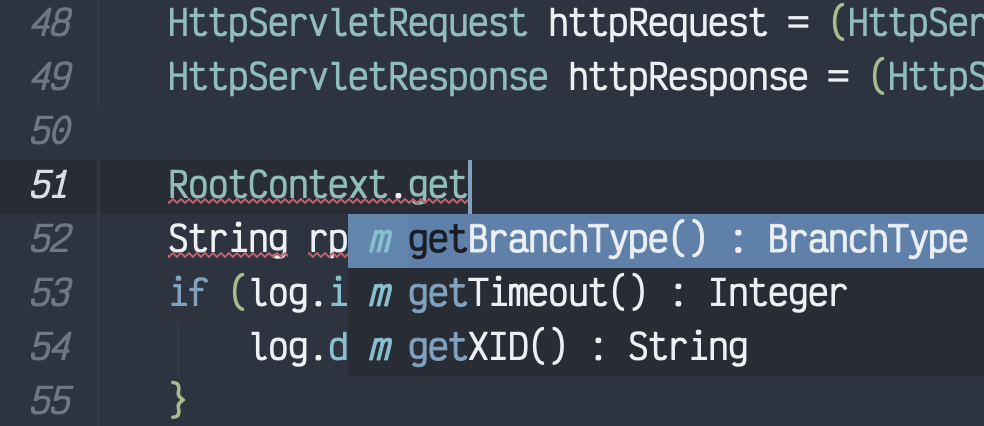 48 HttpServletRequest httpRequest = (HttpSer
49 HttpServletResponse httpResponse = (HttpS
50
51 RootContext.get
52 String rp m getBranchType() : BranchType
53 if (log.i m getTimeout() : Integer
54 log.d m getXID() : String
55 }